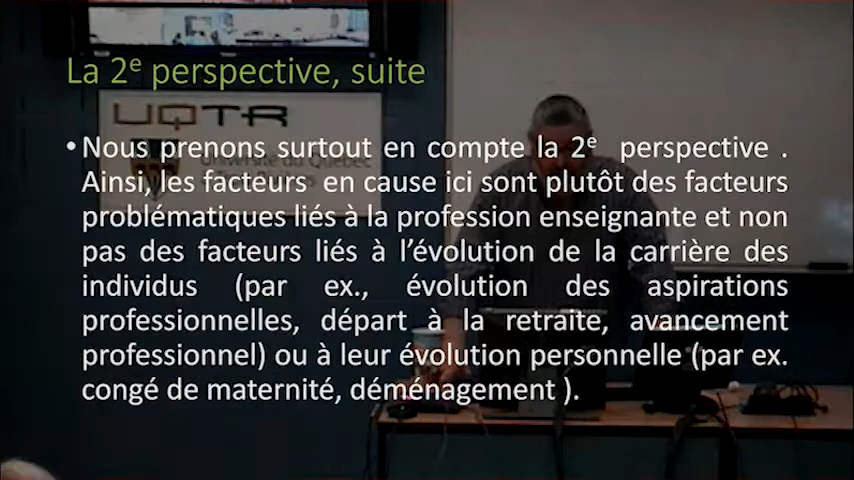 La 2e perspective, suite
UQTR
Université du Québec
• Nous prenons surtout en compte la 2e perspective .
Ainsi, les facteurs en cause ici sont plutôt des facteurs
problématiques liés à la profession enseignante et non
pas des facteurs liés à l’évolution de la carrière des
individus (par ex., évolution des aspirations
professionnelles, départ à la retraite, avancement
professionnel) ou à leur évolution personnelle (par ex.
congé de maternité, déménagement ).